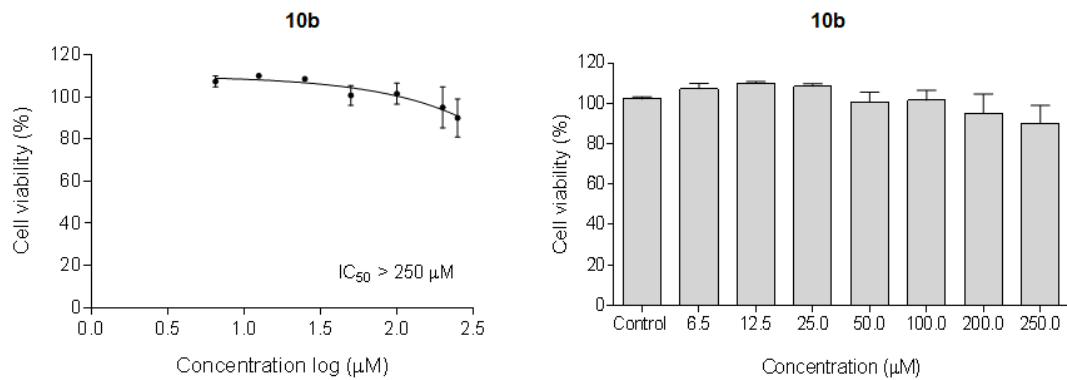 10b
Cell viability (%)
120
100
80
60
40
20
0
0.0 0.5 1.0 1.5 2.0 2.5
IC50 > 250 μM
Concentration log (μM)
10b
Cell viability (%)
120
100
80
60
40
20
0
Control 6.5 12.5 25.0 50.0 100.0 200.0 250.0
Concentration (μM)